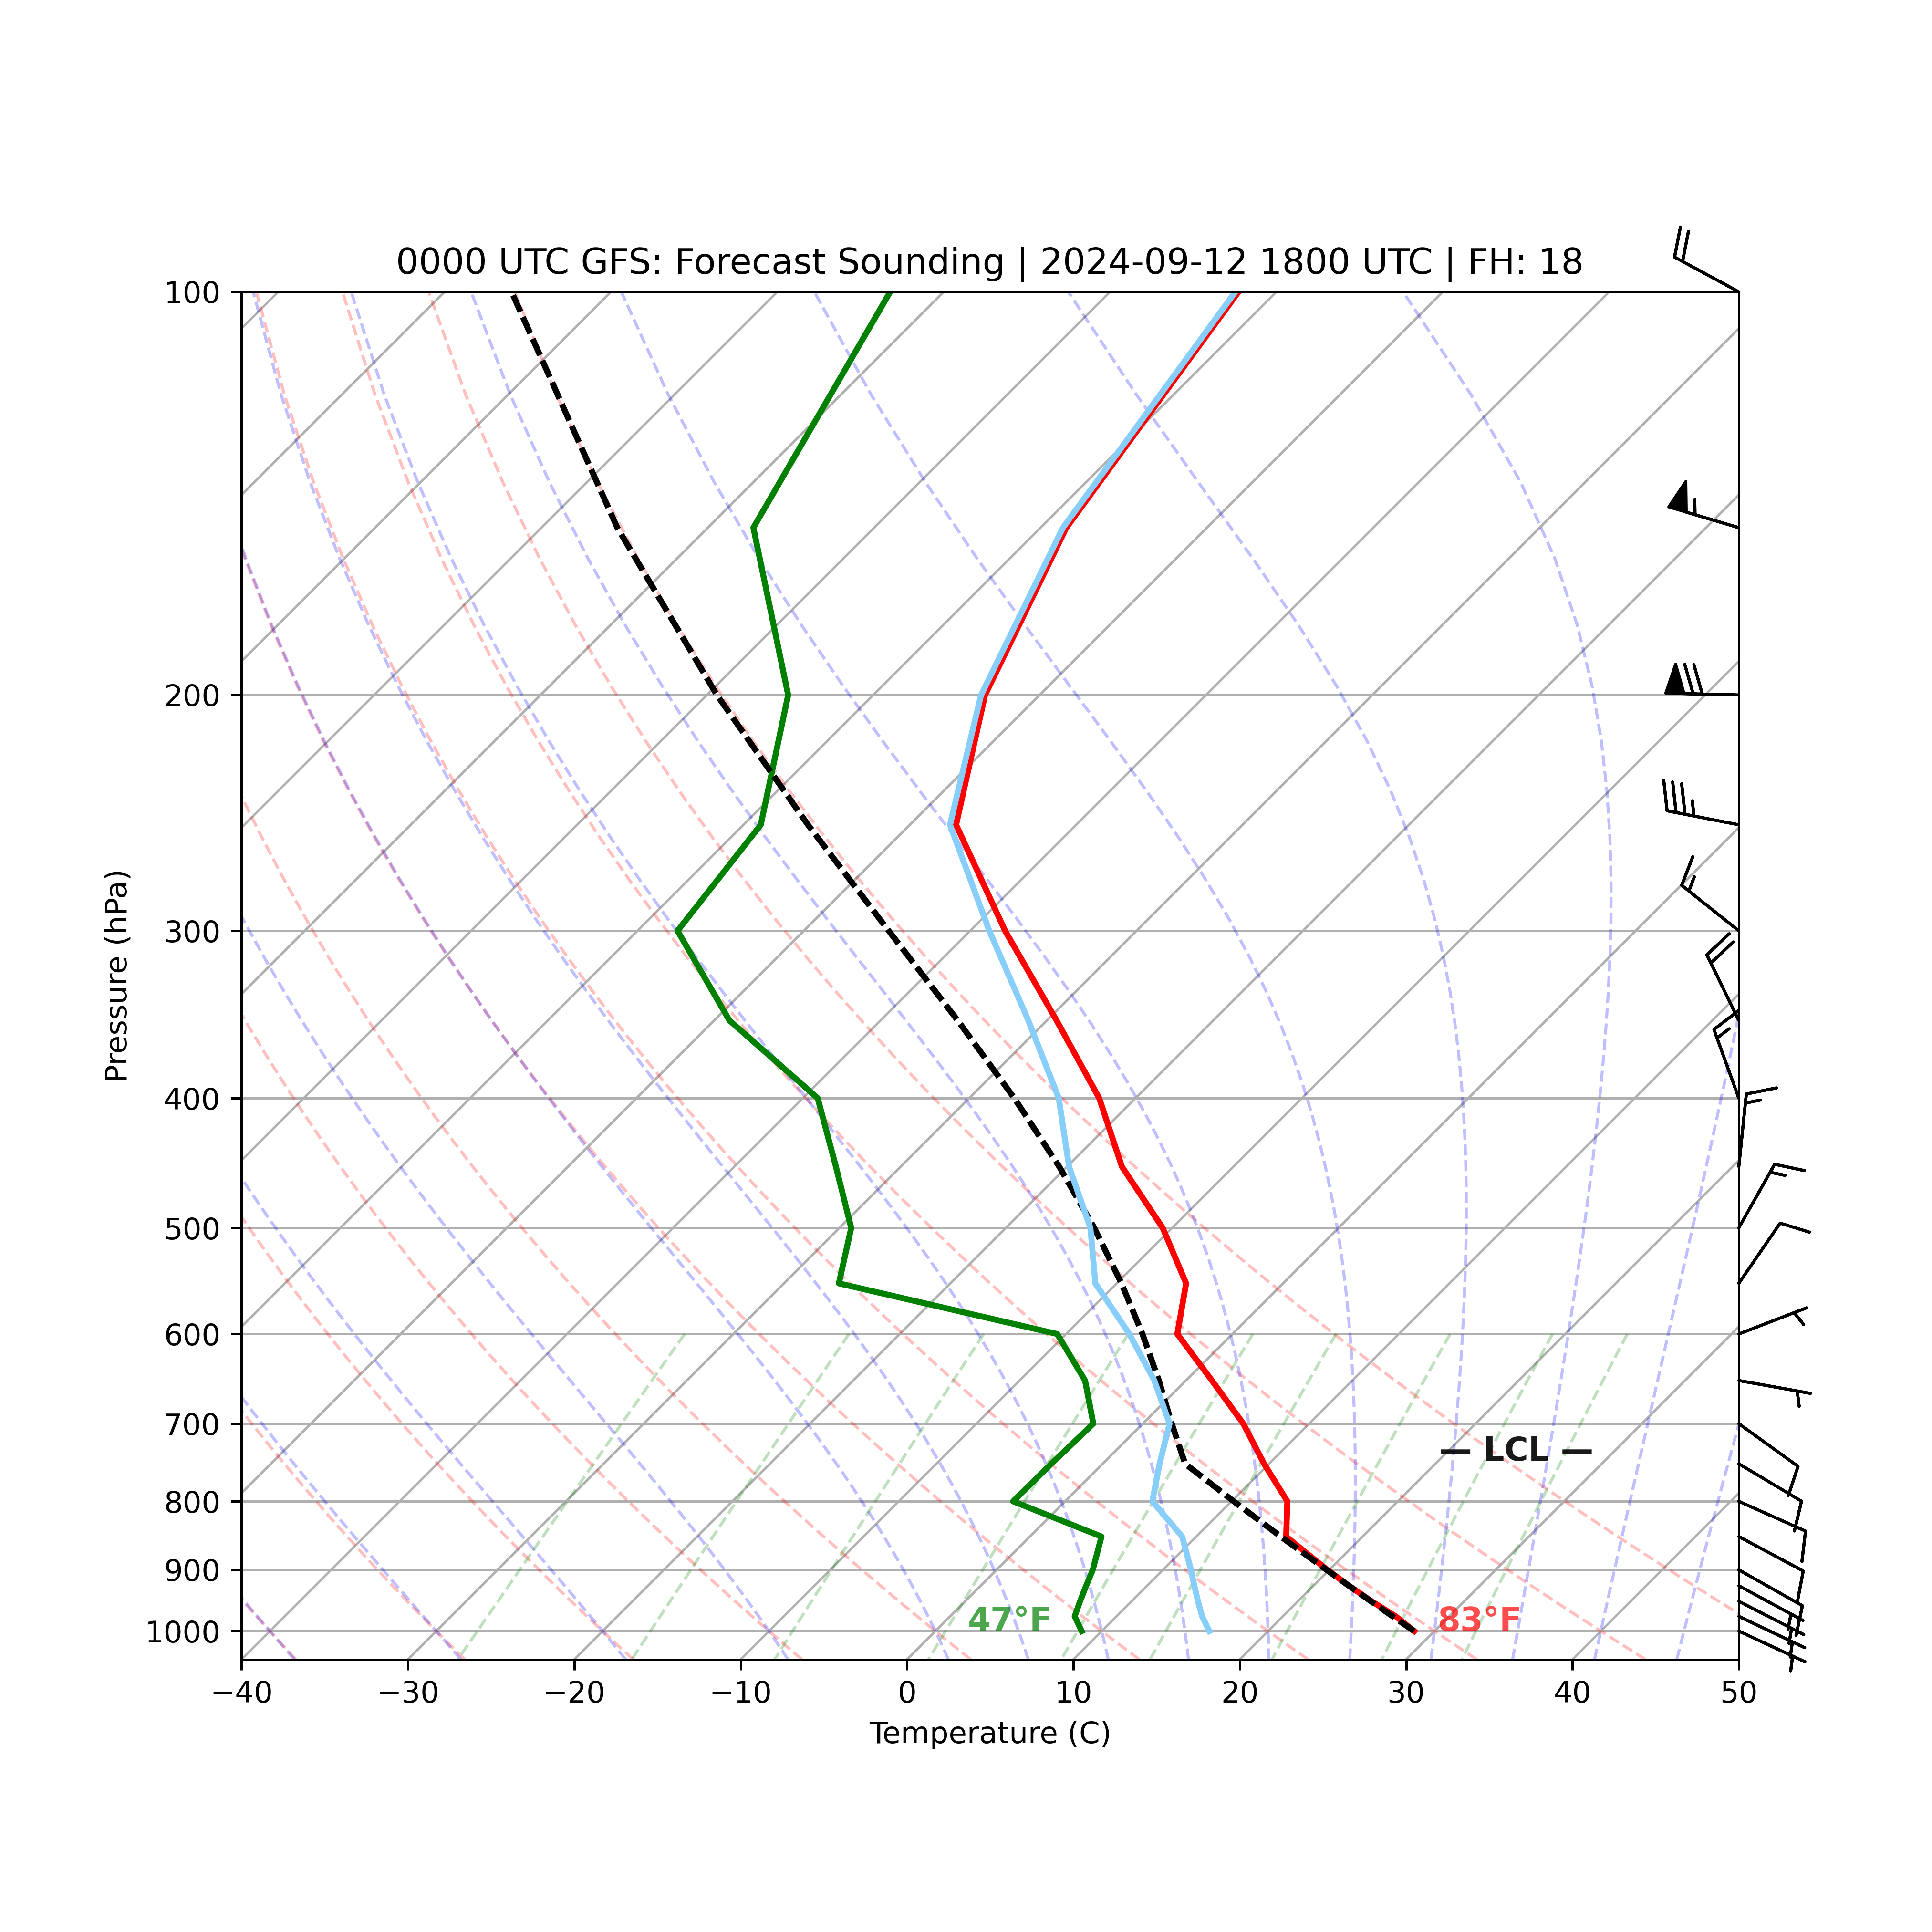 0000 UTC GFS: Forecast Sounding | 2024-09-12 1800 UTC | FH: 18
100
200
300
400
500
600
700
800
900
1000
Pressure (hPa)
— LCL —
47°F
83°F
−40 −30 −20 −10 0 10 20 30 40 50
Temperature (C)